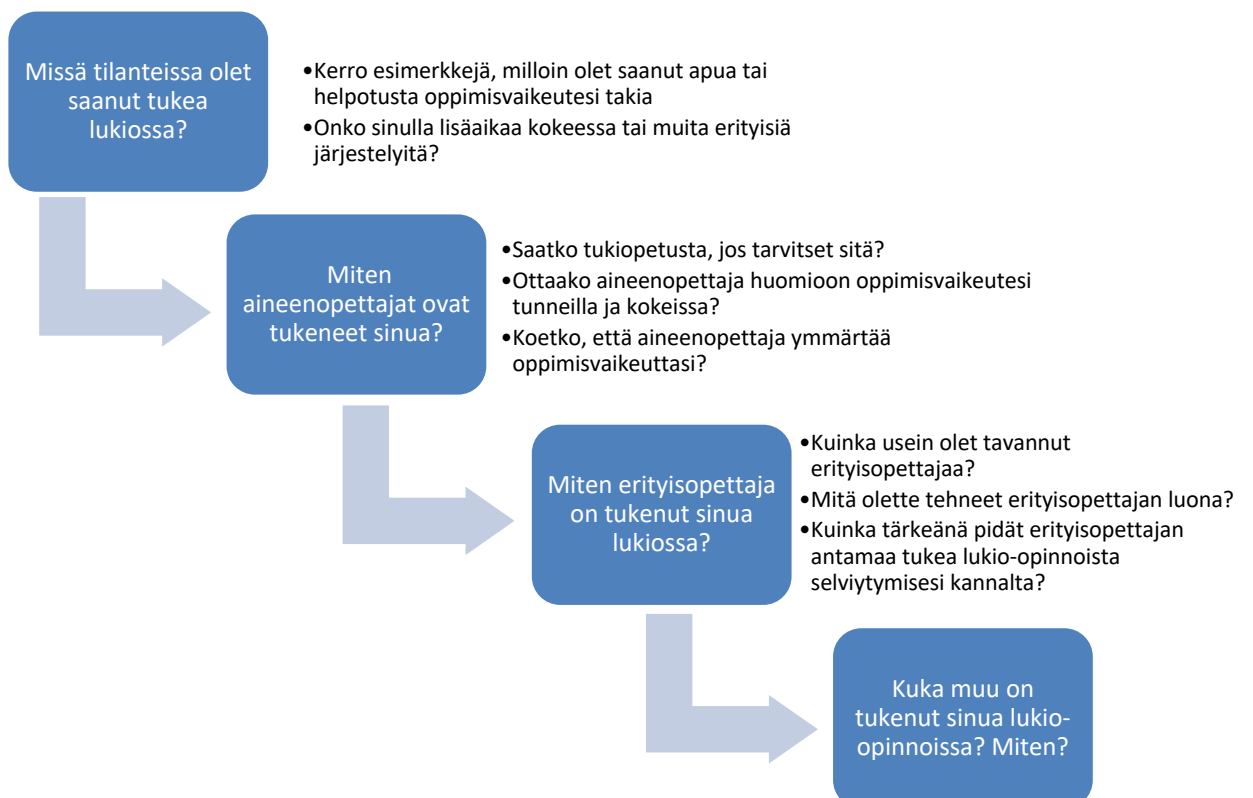 Missä tilanteissa olet
saanut tukea
lukiossa?
•Kerro esimerkkejä, milloin olet saanut apua tai
helpotusta oppimisvaikeutesi takia
•Onko sinulla lisäaikaa kokeessa tai muita erityisiä
järjestelyitä?
Miten
aineenopettajat ovat
tukeneet sinua?
•Saatko tukiopetusta, jos tarvitset sitä?
•Ottaako aineenopettaja huomioon oppimisvaikeutesi
tunneilla ja kokeissa?
•Koetko, että aineenopettaja ymmärtää
oppimisvaikeuttasi?
Miten erityisopettaja
on tukenut sinua
lukiossa?
•Kuinka usein olet tavannut
erityisopettajaa?
•Mitä olette tehneet erityisopettajan luona?
•Kuinka tärkeänä pidät erityisopettajan
antamaa tukea lukio-opinnoista
selviytymisesi kannalta?
Kuka muu on
tukenut sinua lukio-
opinnoissa? Miten?